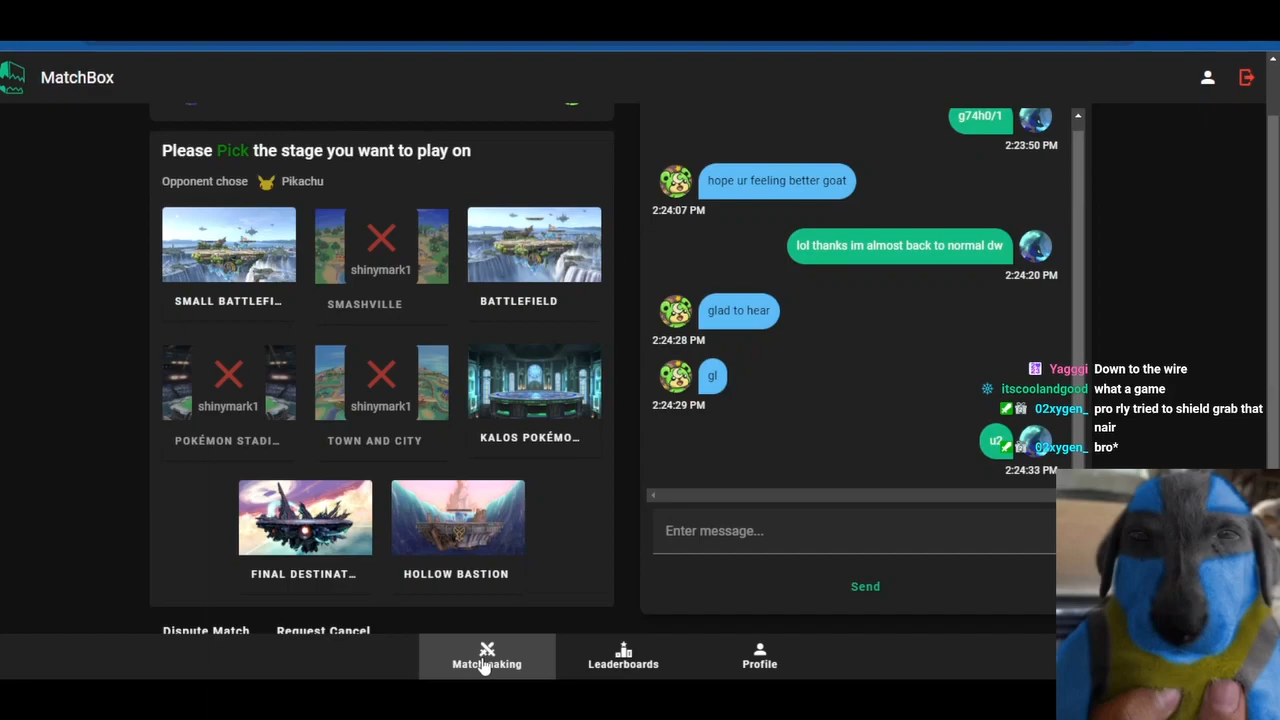 MatchBox
Please Pick the stage you want to play on
Opponent chose Pikachu
shinymark1
SMALL BATTLEFI...
SMASHVILLE
BATTLEFIELD
shinymark1
shinymark1
POKÉMON STADI...
TOWN AND CITY
KALOS POKÉMO...
FINAL DESTINAT...
HOLLOW BASTION
Dispute Match
Request Cancel
g74h0/1
2:23:50 PM
hope ur feeling better goat
2:24:07 PM
lol thanks im almost back to normal dw
2:24:20 PM
glad to hear
2:24:28 PM
gl
2:24:29 PM
u2
2:24:33 PM
Enter message...
Send
Yagggi Down to the wire
itscoolandgood what a game
02xygen_ pro rly tried to shield grab that
nair
02xygen_ bro*
Matchmaking
Leaderboards
Profile